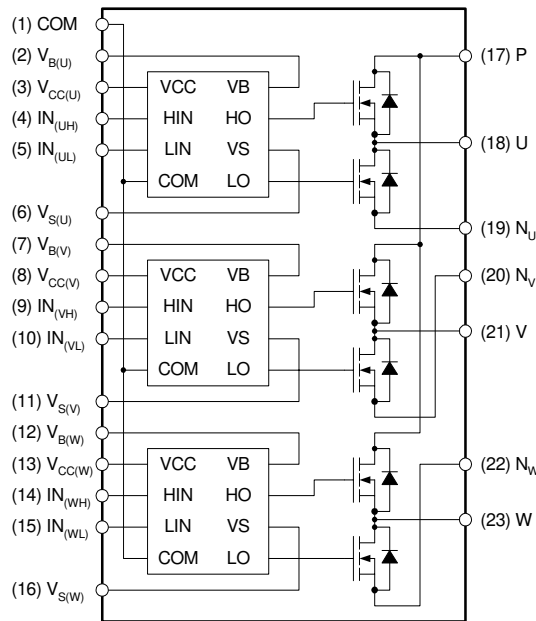 (1) COM
(2) VB(U)
(3) VCC(U)
(4) IN(UH)
(5) IN(UL)
(6) VS(U)
(7) VB(V)
(8) VCC(V)
(9) IN(VH)
(10) IN(VL)
(11) VS(V)
(12) VB(W)
(13) VCC(W)
(14) IN(WH)
(15) IN(WL)
(16) VS(W)
VCC VB
HIN HO
LIN VS
COM LO
VCC VB
HIN HO
LIN VS
COM LO
VCC VB
HIN HO
LIN VS
COM LO
(17) P
(18) U
(19) NU
(20) NV
(21) V
(22) NW
(23) W